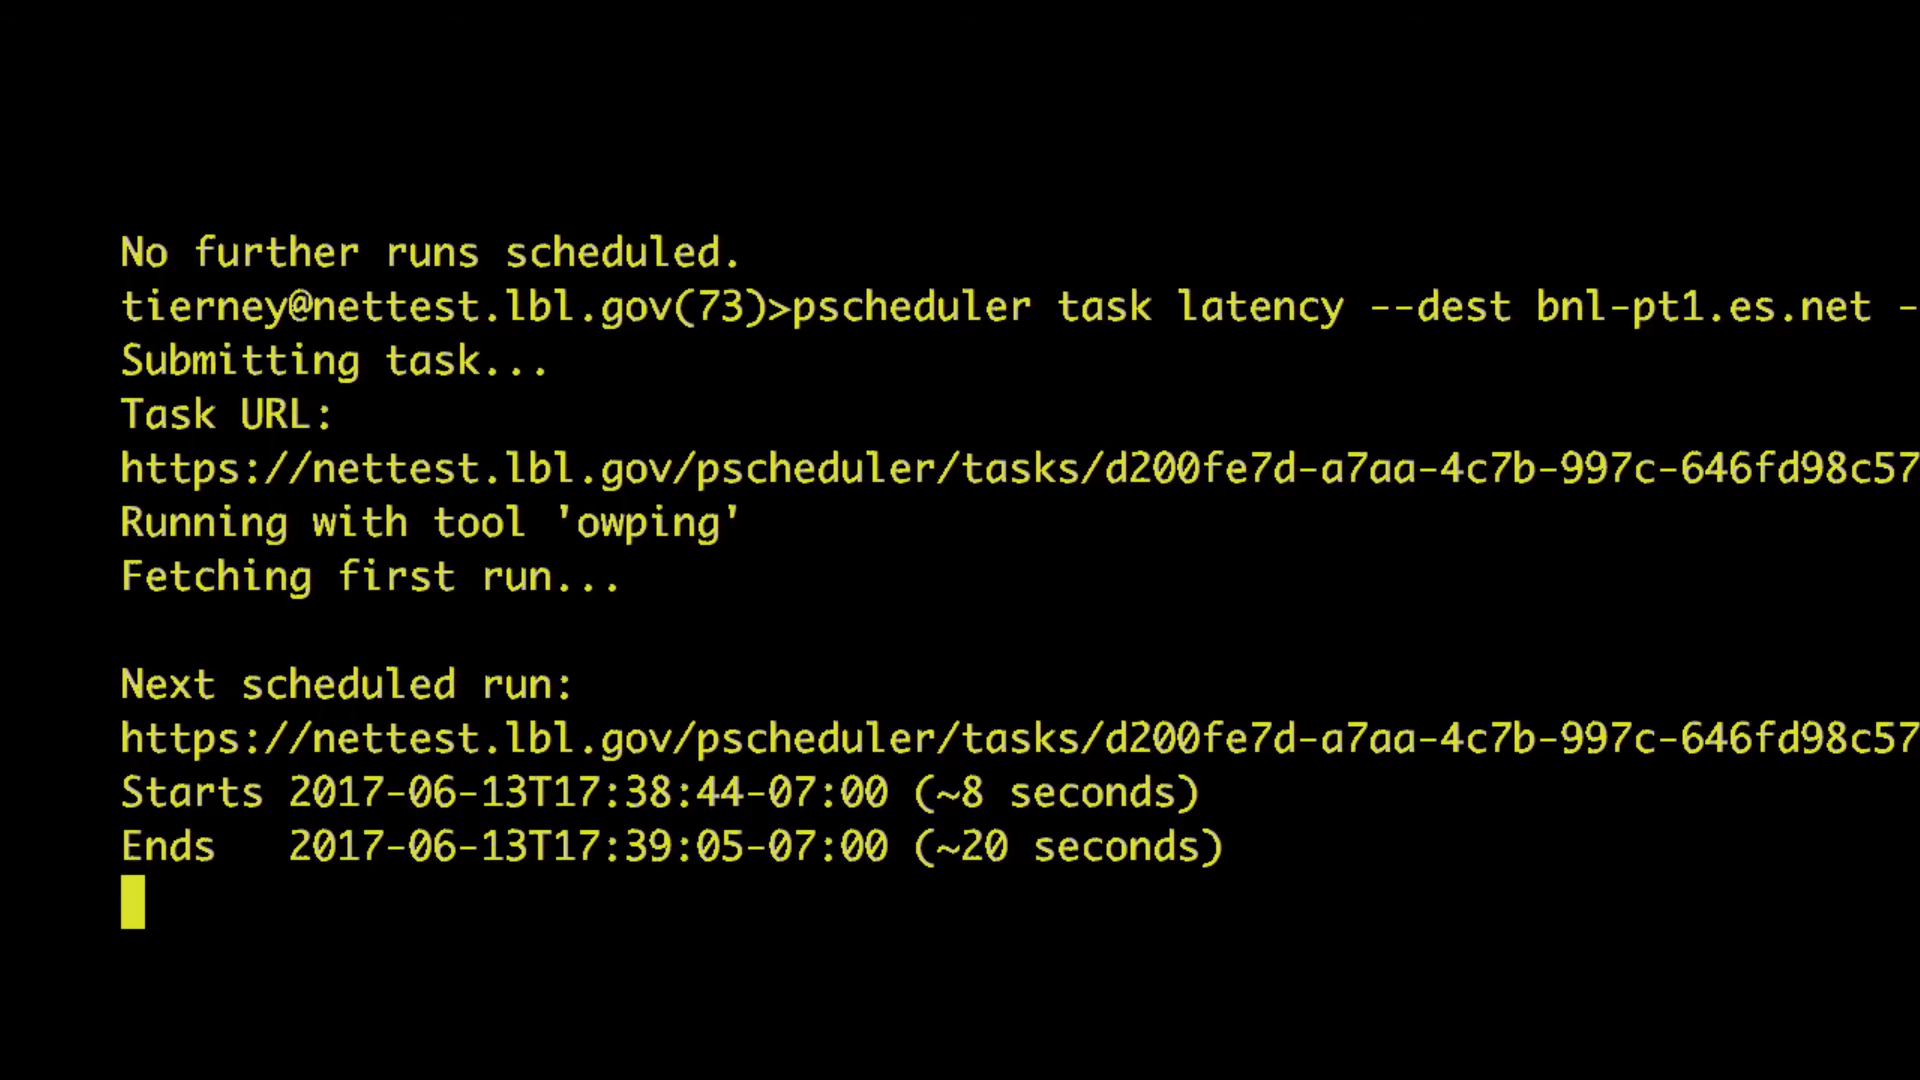 No further runs scheduled.
tierney@nettest.lbl.gov(73)>pscheduler task latency --dest bnl-pt1.es.net -
Submitting task...
Task URL:
https://nettest.lbl.gov/pscheduler/tasks/d200fe7d-a7aa-4c7b-997c-646fd98c57
Running with tool 'owping'
Fetching first run...
Next scheduled run:
https://nettest.lbl.gov/pscheduler/tasks/d200fe7d-a7aa-4c7b-997c-646fd98c57
Starts 2017-06-13T17:38:44-07:00 (~8 seconds)
Ends   2017-06-13T17:39:05-07:00 (~20 seconds)